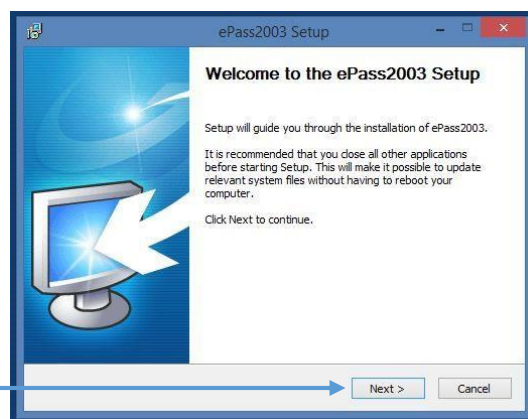 ePass2003 Setup
Welcome to the ePass2003 Setup
Setup will guide you through the installation of ePass2003.
It is recommended that you close all other applications
before starting Setup. This will make it possible to update
relevant system files without having to reboot your
computer.
Click Next to continue.
Next >
Cancel